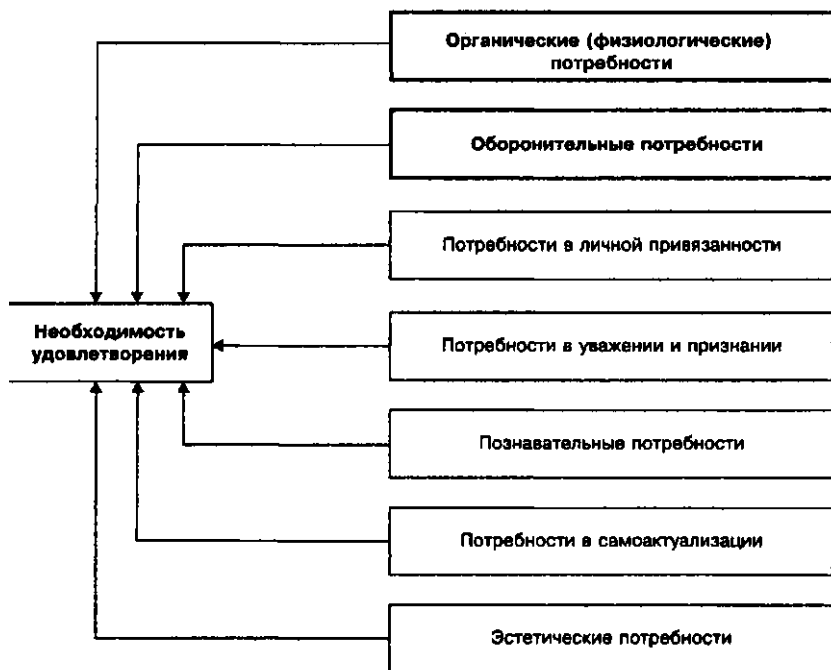 Органические (физиологические)
потребности
Оборонительные потребности
Потребности в личной привязанности
Необходимость
удовлетворения
Потребности в уважении и признании
Познавательные потребности
Потребности в самоактуализации
Эстетические потребности